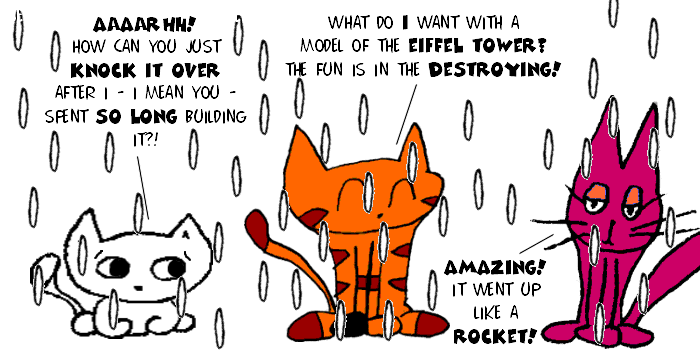 AAAARHH!
HOW CAN YOU JUST
KNOCK IT OVER
AFTER I - I MEAN YOU -
SPENT SO LONG BUILDING
IT?!
WHAT DO I WANT WITH A
MODEL OF THE EIFFEL TOWER?
THE FUN IS IN THE DESTROYING!
AMAZING!
IT WENT UP
LIKE A
ROCKET!